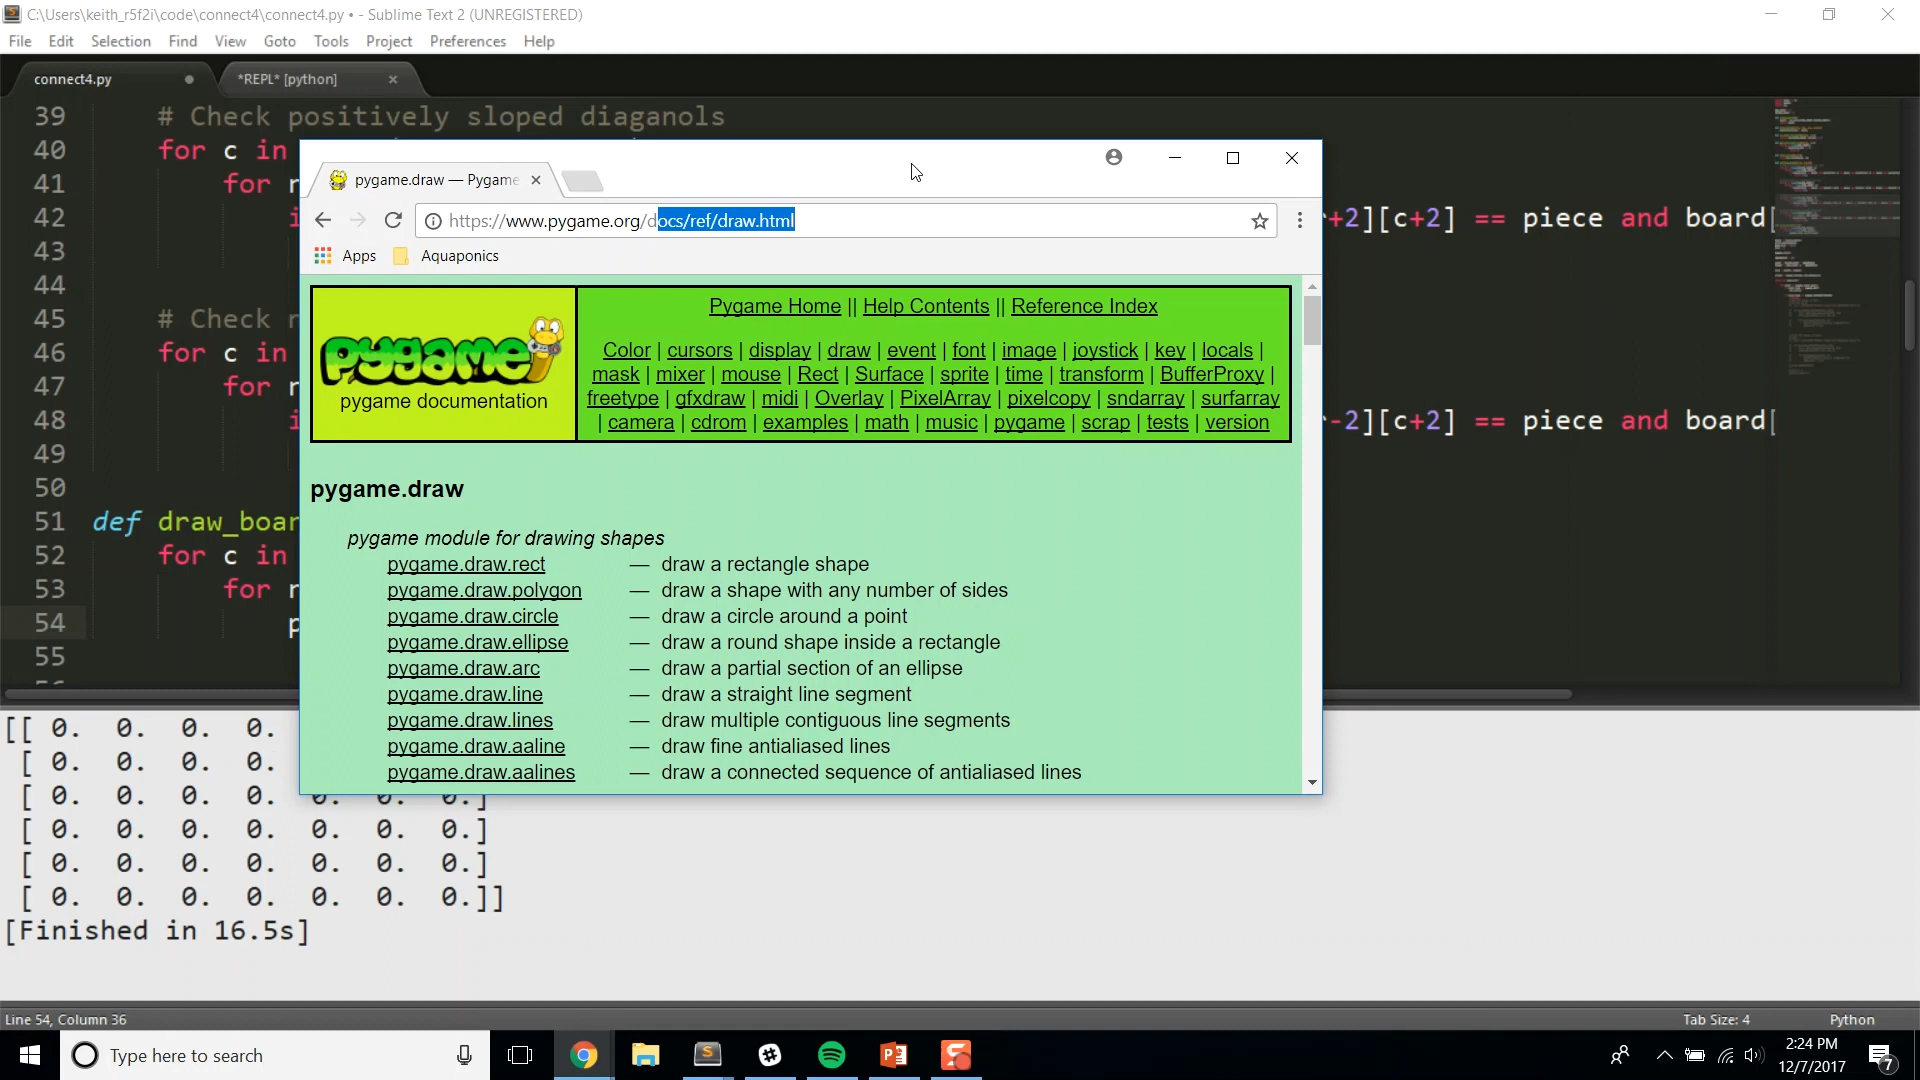 C:\Users\keith_r5f2i\code\connect4\connect4.py • - Sublime Text 2 (UNREGISTERED)
File Edit Selection Find View Goto Tools Project Preferences Help
connect4.py *REPL* [python]
39 # Check positively sloped diaganols
40 for c in
41 for r
42 +2][c+2] == piece and board[
43
44
45 # Check
46 for c in
47 for r
48 -2][c+2] == piece and board[
49
50
51 def draw_boar
52 for c in
53 for r
54 p
55
pygame.draw — Pygame
https://www.pygame.org/docs/ref/draw.html
Apps Aquaponics
pygame
pygame documentation
Pygame Home || Help Contents || Reference Index
Color | cursors | display | draw | event | font | image | joystick | key | locals |
mask | mixer | mouse | Rect | Surface | sprite | time | transform | BufferProxy |
freetype | gfxdraw | midi | Overlay | PixelArray | pixelcopy | sndarray | surfarray
| camera | cdrom | examples | math | music | pygame | scrap | tests | version
pygame.draw
pygame module for drawing shapes
pygame.draw.rect — draw a rectangle shape
pygame.draw.polygon — draw a shape with any number of sides
pygame.draw.circle — draw a circle around a point
pygame.draw.ellipse — draw a round shape inside a rectangle
pygame.draw.arc — draw a partial section of an ellipse
pygame.draw.line — draw a straight line segment
pygame.draw.lines — draw multiple contiguous line segments
pygame.draw.aaline — draw fine antialiased lines
pygame.draw.aalines — draw a connected sequence of antialiased lines
[[ 0. 0. 0. 0.
[ 0. 0. 0. 0.
[ 0. 0. 0. 0. 0. 0. 0.]
[ 0. 0. 0. 0. 0. 0. 0.]
[ 0. 0. 0. 0. 0. 0. 0.]
[ 0. 0. 0. 0. 0. 0. 0.]]
[Finished in 16.5s]
Line 54, Column 36 Tab Size: 4 Python
Type here to search
2:24 PM
12/7/2017
7